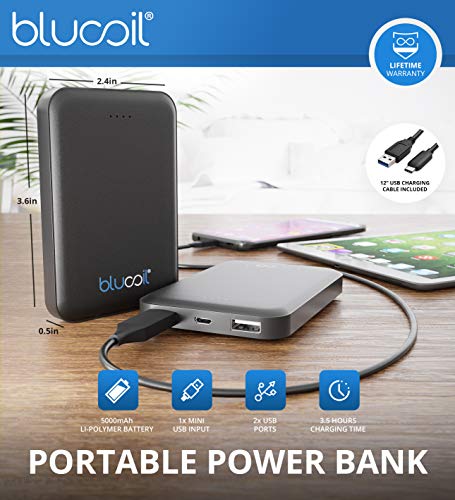 blucoil®
LIFETIME
WARRANTY
2.4in
3.6in
0.5in
blucoil®
12" USB CHARGING
CABLE INCLUDED
5000mAh
LI-POLYMER BATTERY
1x MINI
USB INPUT
2x USB
PORTS
3.5 HOURS
CHARGING TIME
PORTABLE POWER BANK